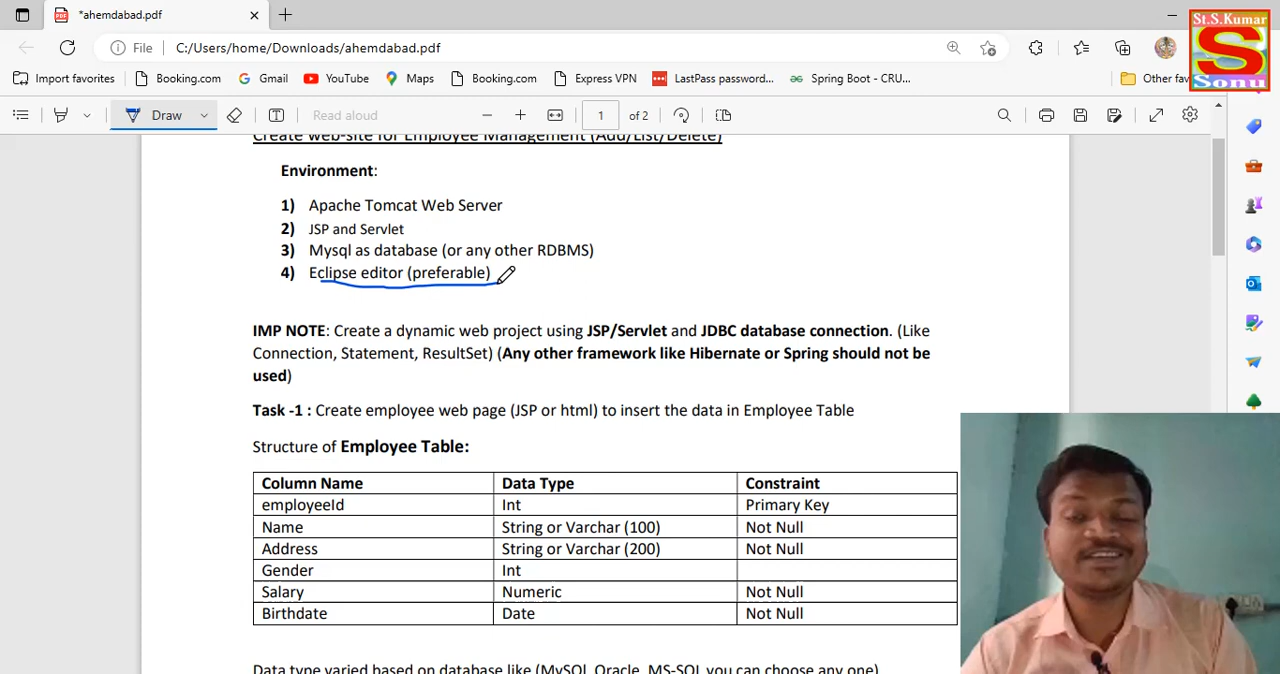 *ahemdabad.pdf
File C:/Users/home/Downloads/ahemdabad.pdf
Import favorites Booking.com Gmail YouTube Maps Booking.com Express VPN LastPass password... Spring Boot - CRU... Other fav
Draw Read aloud 1 of 2
St.S.Kumar
S
Sonu
Create web-site for Employee Management (Add/List/Delete)
Environment:
1) Apache Tomcat Web Server
2) JSP and Servlet
3) Mysql as database (or any other RDBMS)
4) Eclipse editor (preferable)
IMP NOTE: Create a dynamic web project using JSP/Servlet and JDBC database connection. (Like
Connection, Statement, ResultSet) (Any other framework like Hibernate or Spring should not be
used)
Task -1 : Create employee web page (JSP or html) to insert the data in Employee Table
Structure of Employee Table:
Column Name Data Type Constraint
employeeId Int Primary Key
Name String or Varchar (100) Not Null
Address String or Varchar (200) Not Null
Gender Int
Salary Numeric Not Null
Birthdate Date Not Null
Data type varied based on database like (MySQL Oracle, MS-SQL you can choose any one)